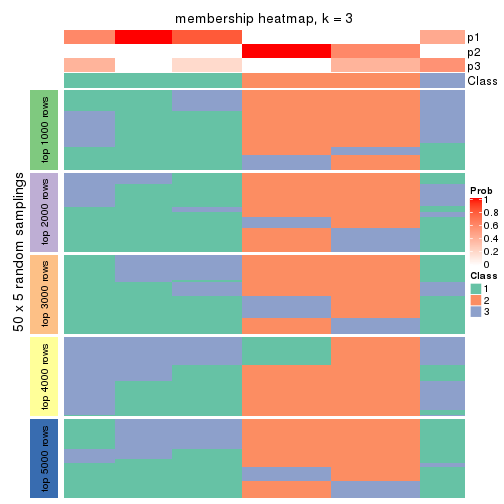 membership heatmap, k = 3
p1
p2
p3
Class
50 x 5 random samplings
top 1000 rows
top 2000 rows
top 3000 rows
top 4000 rows
top 5000 rows
Prob
1
0.8
0.6
0.4
0.2
0
Class
1
2
3